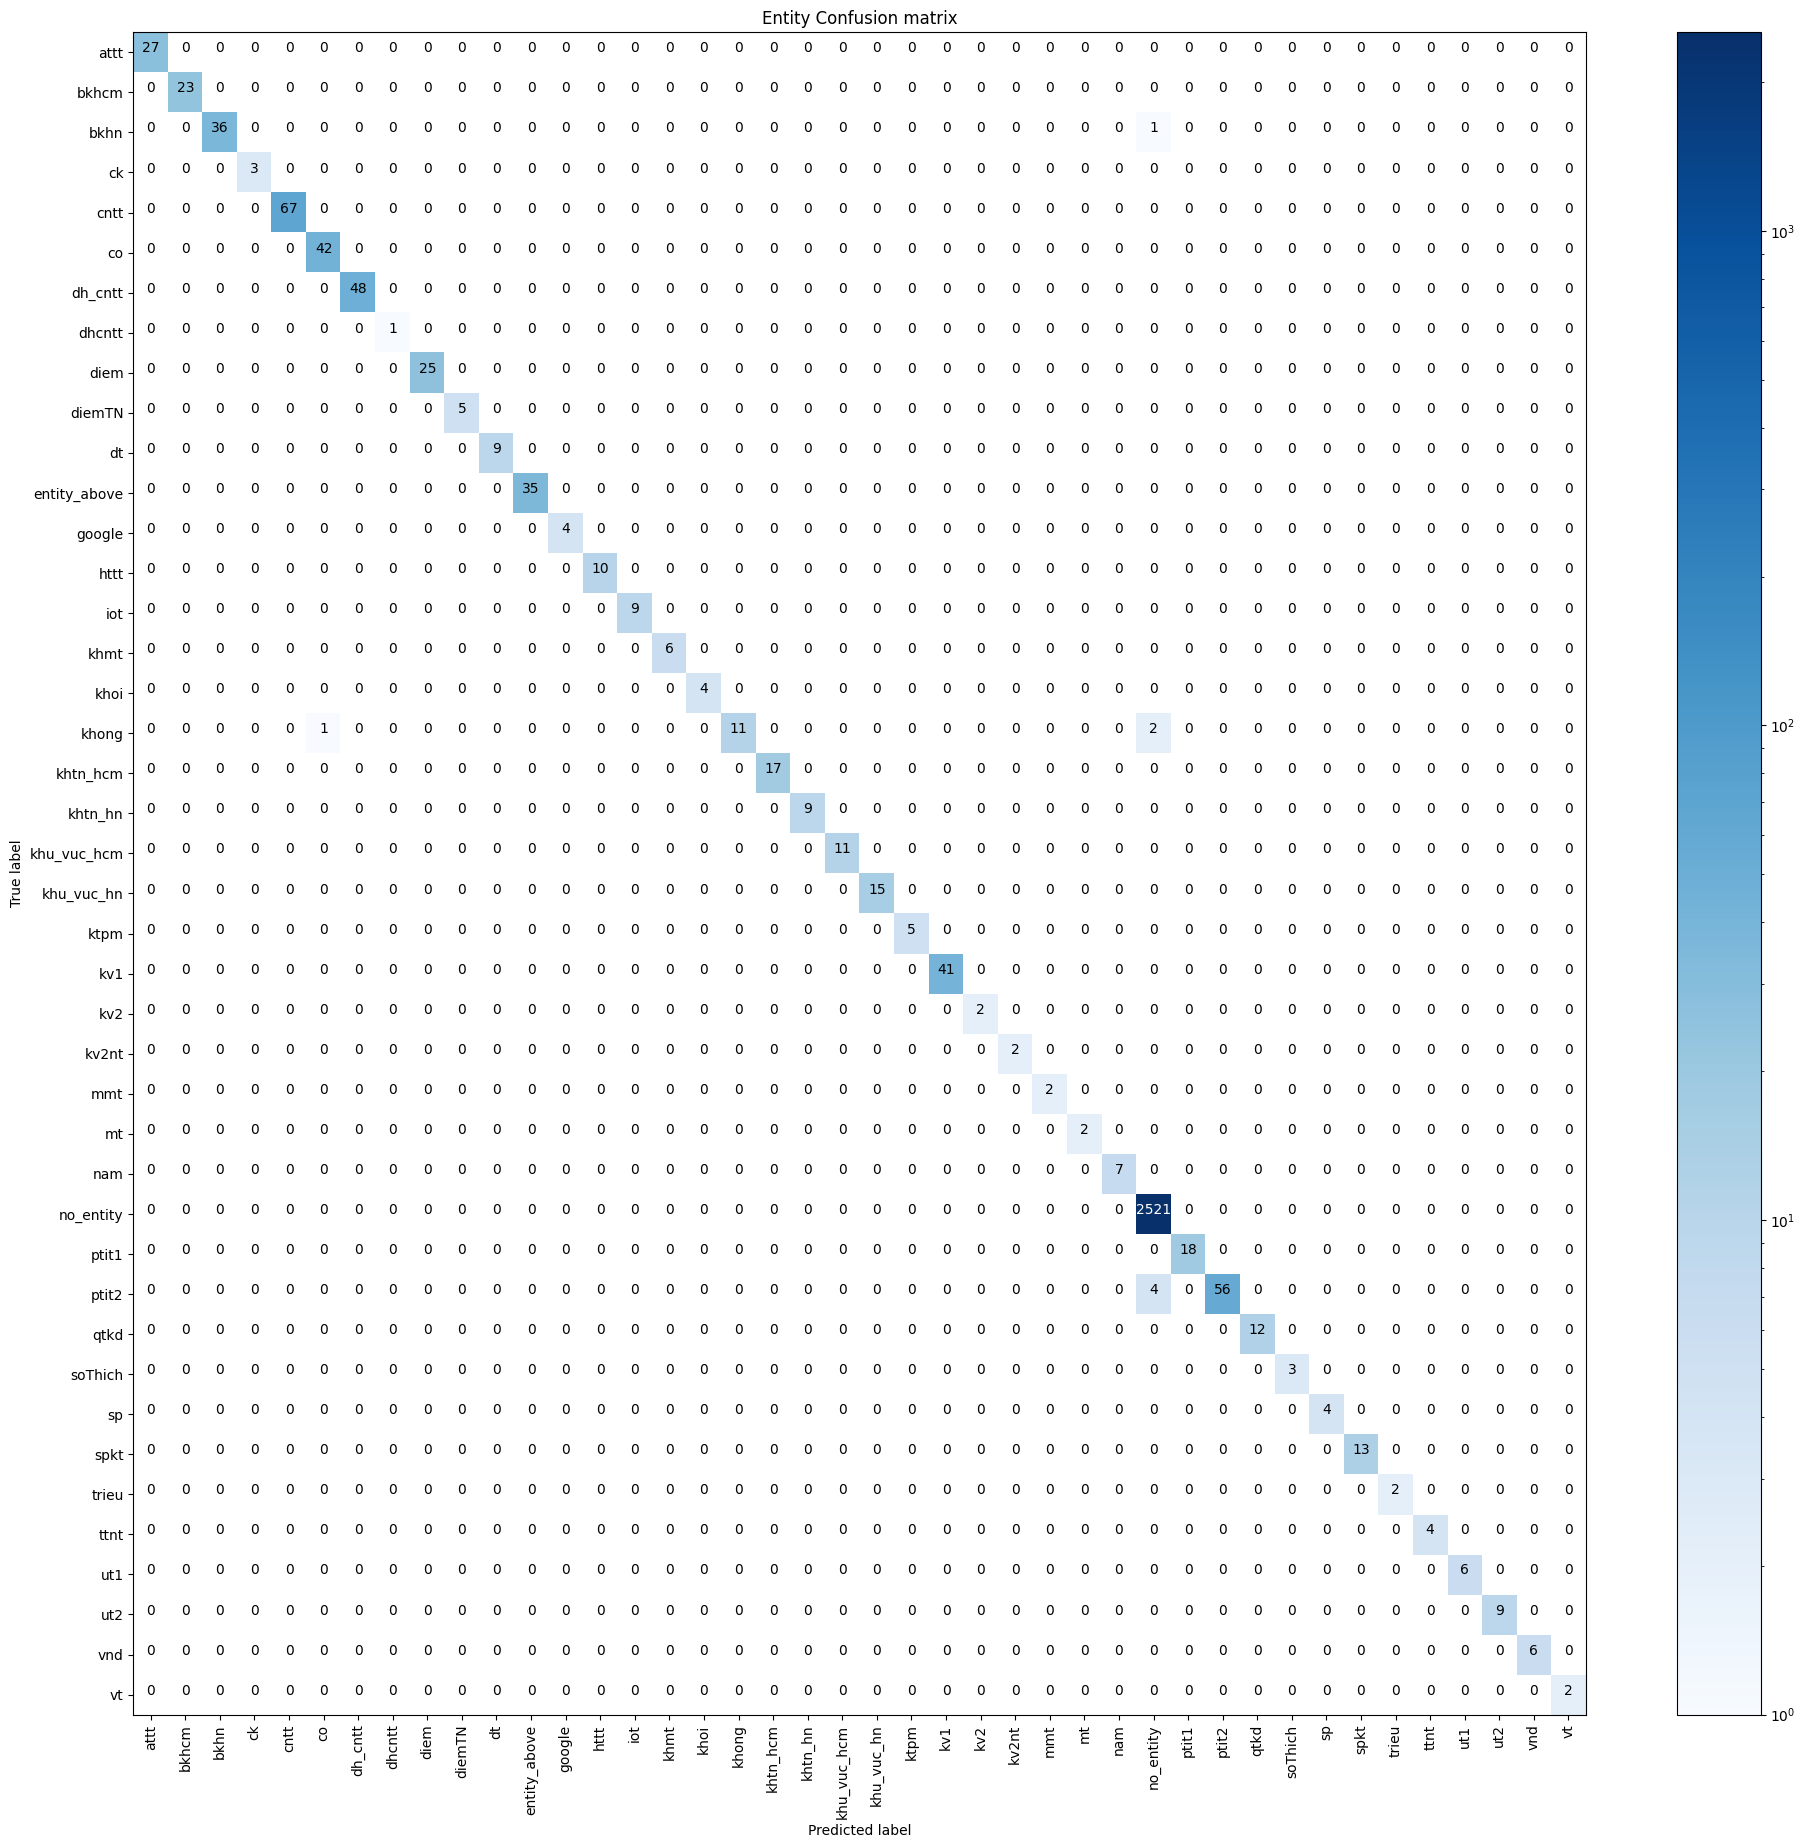 Entity Confusion matrix
attt 27 0 0 0 0 0 0 0 0 0 0 0 0 0 0 0 0 0 0 0 0 0 0 0 0 0 0 0 0 0 0 0 0 0 0 0 0 0 0 0 0 0
bkhcm 0 23 0 0 0 0 0 0 0 0 0 0 0 0 0 0 0 0 0 0 0 0 0 0 0 0 0 0 0 0 0 0 0 0 0 0 0 0 0 0 0 0
bkhn 0 0 36 0 0 0 0 0 0 0 0 0 0 0 0 0 0 0 0 0 0 0 0 0 0 0 0 0 0 1 0 0 0 0 0 0 0 0 0 0 0 0
ck 0 0 0 3 0 0 0 0 0 0 0 0 0 0 0 0 0 0 0 0 0 0 0 0 0 0 0 0 0 0 0 0 0 0 0 0 0 0 0 0 0 0
cntt 0 0 0 0 67 0 0 0 0 0 0 0 0 0 0 0 0 0 0 0 0 0 0 0 0 0 0 0 0 0 0 0 0 0 0 0 0 0 0 0 0 0
co 0 0 0 0 0 42 0 0 0 0 0 0 0 0 0 0 0 0 0 0 0 0 0 0 0 0 0 0 0 0 0 0 0 0 0 0 0 0 0 0 0 0
dh_cntt 0 0 0 0 0 0 48 0 0 0 0 0 0 0 0 0 0 0 0 0 0 0 0 0 0 0 0 0 0 0 0 0 0 0 0 0 0 0 0 0 0 0
dhcntt 0 0 0 0 0 0 0 1 0 0 0 0 0 0 0 0 0 0 0 0 0 0 0 0 0 0 0 0 0 0 0 0 0 0 0 0 0 0 0 0 0 0
diem 0 0 0 0 0 0 0 0 25 0 0 0 0 0 0 0 0 0 0 0 0 0 0 0 0 0 0 0 0 0 0 0 0 0 0 0 0 0 0 0 0 0
diemTN 0 0 0 0 0 0 0 0 0 5 0 0 0 0 0 0 0 0 0 0 0 0 0 0 0 0 0 0 0 0 0 0 0 0 0 0 0 0 0 0 0 0
dt 0 0 0 0 0 0 0 0 0 0 9 0 0 0 0 0 0 0 0 0 0 0 0 0 0 0 0 0 0 0 0 0 0 0 0 0 0 0 0 0 0 0
entity_above 0 0 0 0 0 0 0 0 0 0 0 35 0 0 0 0 0 0 0 0 0 0 0 0 0 0 0 0 0 0 0 0 0 0 0 0 0 0 0 0 0 0
google 0 0 0 0 0 0 0 0 0 0 0 0 4 0 0 0 0 0 0 0 0 0 0 0 0 0 0 0 0 0 0 0 0 0 0 0 0 0 0 0 0 0
httt 0 0 0 0 0 0 0 0 0 0 0 0 0 10 0 0 0 0 0 0 0 0 0 0 0 0 0 0 0 0 0 0 0 0 0 0 0 0 0 0 0 0
iot 0 0 0 0 0 0 0 0 0 0 0 0 0 0 9 0 0 0 0 0 0 0 0 0 0 0 0 0 0 0 0 0 0 0 0 0 0 0 0 0 0 0
khmt 0 0 0 0 0 0 0 0 0 0 0 0 0 0 0 6 0 0 0 0 0 0 0 0 0 0 0 0 0 0 0 0 0 0 0 0 0 0 0 0 0 0
khoi 0 0 0 0 0 0 0 0 0 0 0 0 0 0 0 0 4 0 0 0 0 0 0 0 0 0 0 0 0 0 0 0 0 0 0 0 0 0 0 0 0 0
khong 0 0 0 0 0 1 0 0 0 0 0 0 0 0 0 0 0 11 0 0 0 0 0 0 0 0 0 0 0 2 0 0 0 0 0 0 0 0 0 0 0 0
khtn_hcm 0 0 0 0 0 0 0 0 0 0 0 0 0 0 0 0 0 0 17 0 0 0 0 0 0 0 0 0 0 0 0 0 0 0 0 0 0 0 0 0 0 0
khtn_hn 0 0 0 0 0 0 0 0 0 0 0 0 0 0 0 0 0 0 0 9 0 0 0 0 0 0 0 0 0 0 0 0 0 0 0 0 0 0 0 0 0 0
khu_vuc_hcm 0 0 0 0 0 0 0 0 0 0 0 0 0 0 0 0 0 0 0 0 11 0 0 0 0 0 0 0 0 0 0 0 0 0 0 0 0 0 0 0 0 0
khu_vuc_hn 0 0 0 0 0 0 0 0 0 0 0 0 0 0 0 0 0 0 0 0 0 15 0 0 0 0 0 0 0 0 0 0 0 0 0 0 0 0 0 0 0 0
ktpm 0 0 0 0 0 0 0 0 0 0 0 0 0 0 0 0 0 0 0 0 0 0 5 0 0 0 0 0 0 0 0 0 0 0 0 0 0 0 0 0 0 0
kv1 0 0 0 0 0 0 0 0 0 0 0 0 0 0 0 0 0 0 0 0 0 0 0 41 0 0 0 0 0 0 0 0 0 0 0 0 0 0 0 0 0 0
kv2 0 0 0 0 0 0 0 0 0 0 0 0 0 0 0 0 0 0 0 0 0 0 0 0 2 0 0 0 0 0 0 0 0 0 0 0 0 0 0 0 0 0
kv2nt 0 0 0 0 0 0 0 0 0 0 0 0 0 0 0 0 0 0 0 0 0 0 0 0 0 2 0 0 0 0 0 0 0 0 0 0 0 0 0 0 0 0
mmt 0 0 0 0 0 0 0 0 0 0 0 0 0 0 0 0 0 0 0 0 0 0 0 0 0 0 2 0 0 0 0 0 0 0 0 0 0 0 0 0 0 0
mt 0 0 0 0 0 0 0 0 0 0 0 0 0 0 0 0 0 0 0 0 0 0 0 0 0 0 0 2 0 0 0 0 0 0 0 0 0 0 0 0 0 0
nam 0 0 0 0 0 0 0 0 0 0 0 0 0 0 0 0 0 0 0 0 0 0 0 0 0 0 0 0 7 0 0 0 0 0 0 0 0 0 0 0 0 0
no_entity 0 0 0 0 0 0 0 0 0 0 0 0 0 0 0 0 0 0 0 0 0 0 0 0 0 0 0 0 0 2521 0 0 0 0 0 0 0 0 0 0 0 0
ptit1 0 0 0 0 0 0 0 0 0 0 0 0 0 0 0 0 0 0 0 0 0 0 0 0 0 0 0 0 0 0 18 0 0 0 0 0 0 0 0 0 0 0
ptit2 0 0 0 0 0 0 0 0 0 0 0 0 0 0 0 0 0 0 0 0 0 0 0 0 0 0 0 0 0 4 0 56 0 0 0 0 0 0 0 0 0 0
qtkd 0 0 0 0 0 0 0 0 0 0 0 0 0 0 0 0 0 0 0 0 0 0 0 0 0 0 0 0 0 0 0 0 12 0 0 0 0 0 0 0 0 0
soThich 0 0 0 0 0 0 0 0 0 0 0 0 0 0 0 0 0 0 0 0 0 0 0 0 0 0 0 0 0 0 0 0 0 3 0 0 0 0 0 0 0 0
sp 0 0 0 0 0 0 0 0 0 0 0 0 0 0 0 0 0 0 0 0 0 0 0 0 0 0 0 0 0 0 0 0 0 0 4 0 0 0 0 0 0 0
spkt 0 0 0 0 0 0 0 0 0 0 0 0 0 0 0 0 0 0 0 0 0 0 0 0 0 0 0 0 0 0 0 0 0 0 0 13 0 0 0 0 0 0
trieu 0 0 0 0 0 0 0 0 0 0 0 0 0 0 0 0 0 0 0 0 0 0 0 0 0 0 0 0 0 0 0 0 0 0 0 0 2 0 0 0 0 0
ttnt 0 0 0 0 0 0 0 0 0 0 0 0 0 0 0 0 0 0 0 0 0 0 0 0 0 0 0 0 0 0 0 0 0 0 0 0 0 4 0 0 0 0
ut1 0 0 0 0 0 0 0 0 0 0 0 0 0 0 0 0 0 0 0 0 0 0 0 0 0 0 0 0 0 0 0 0 0 0 0 0 0 0 6 0 0 0
ut2 0 0 0 0 0 0 0 0 0 0 0 0 0 0 0 0 0 0 0 0 0 0 0 0 0 0 0 0 0 0 0 0 0 0 0 0 0 0 0 9 0 0
vnd 0 0 0 0 0 0 0 0 0 0 0 0 0 0 0 0 0 0 0 0 0 0 0 0 0 0 0 0 0 0 0 0 0 0 0 0 0 0 0 0 6 0
vt 0 0 0 0 0 0 0 0 0 0 0 0 0 0 0 0 0 0 0 0 0 0 0 0 0 0 0 0 0 0 0 0 0 0 0 0 0 0 0 0 0 2
attt bkhcm bkhn ck cntt co dh_cntt dhcntt diem diemTN dt entity_above google httt iot khmt khoi khong khtn_hcm khtn_hn khu_vuc_hcm khu_vuc_hn ktpm kv1 kv2 kv2nt mmt mt nam no_entity ptit1 ptit2 qtkd soThich sp spkt trieu ttnt ut1 ut2 vnd vt
Predicted label
True label
10³
10²
10¹
10⁰